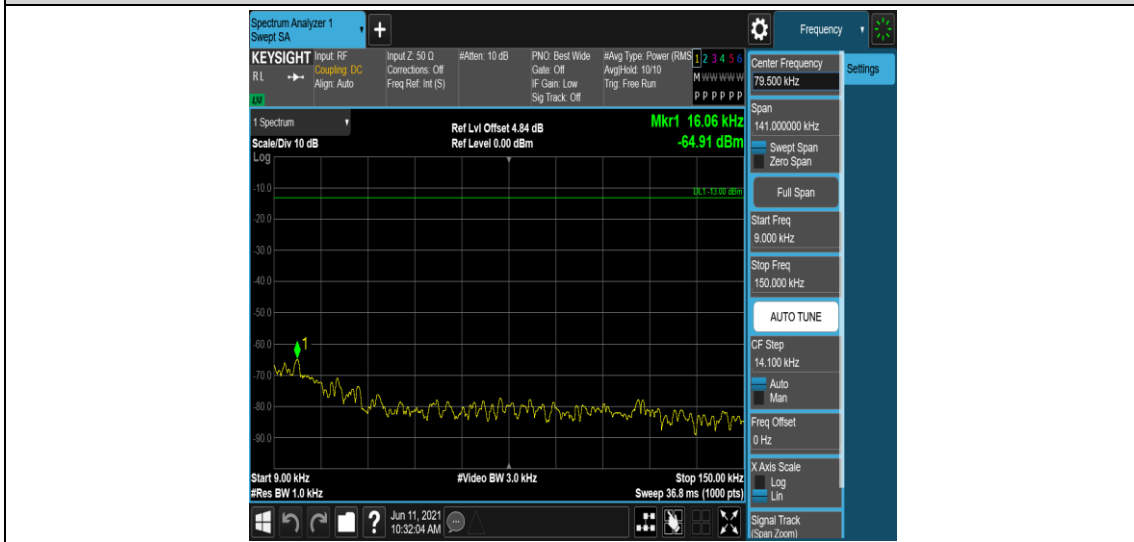 Spectrum Analyzer 1
Swept SA
+
Frequency
KEYSIGHT
RL
Input: RF
Coupling: DC
Align: Auto
Input Z: 50 Ω
Corrections: Off
Freq Ref: Int (S)
#Atten: 10 dB
PNO: Best Wide
Gate: Off
IF Gain: Low
Sig Track: Off
#Avg Type: Power (RMS
Avg|Hold: 10/10
Trig: Free Run
1 2 3 4 5 6
M W W W W W
P P P P P P
1 Spectrum
Scale/Div 10 dB
Log
Ref Lvl Offset 4.84 dB
Ref Level 0.00 dBm
Mkr1 16.06 kHz
-64.91 dBm
-10.0
DL1 -13.00 dBm
-20.0
-30.0
-40.0
-50.0
-60.0
1
-70.0
-80.0
-90.0
Start 9.00 kHz
#Res BW 1.0 kHz
#Video BW 3.0 kHz
Stop 150.00 kHz
Sweep 36.8 ms (1000 pts)
Jun 11, 2021
10:32:04 AM
?
Center Frequency
79.500 kHz
Settings
Span
141.000000 kHz
Swept Span
Zero Span
Full Span
Start Freq
9.000 kHz
Stop Freq
150.000 kHz
AUTO TUNE
CF Step
14.100 kHz
Auto
Man
Freq Offset
0 Hz
X Axis Scale
Log
Lin
Signal Track
(Span Zoom)